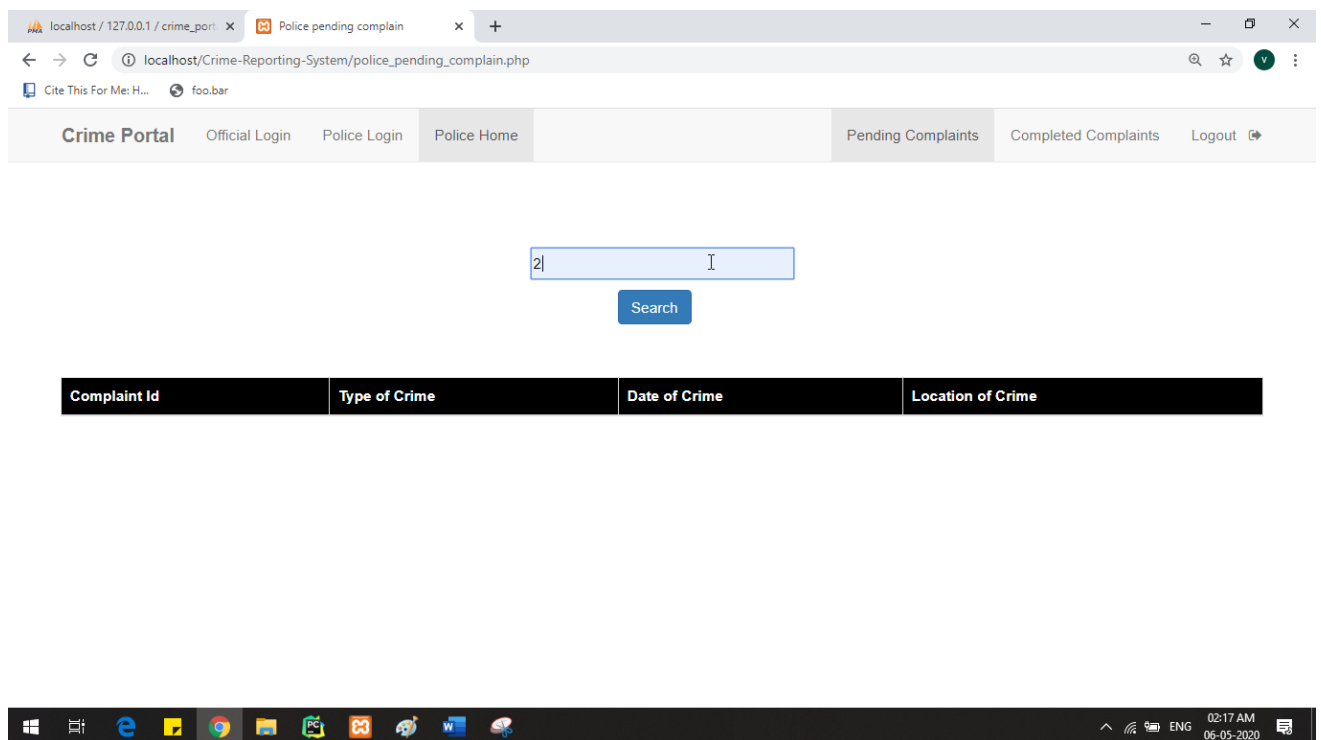 localhost / 127.0.0.1 / crime_port
Police pending complain
localhost/Crime-Reporting-System/police_pending_complain.php
V
Cite This For Me: H...
foo.bar
Crime Portal Official Login Police Login Police Home Pending Complaints Completed Complaints Logout
2
Search
Complaint Id Type of Crime Date of Crime Location of Crime
ENG
02:17 AM
06-05-2020